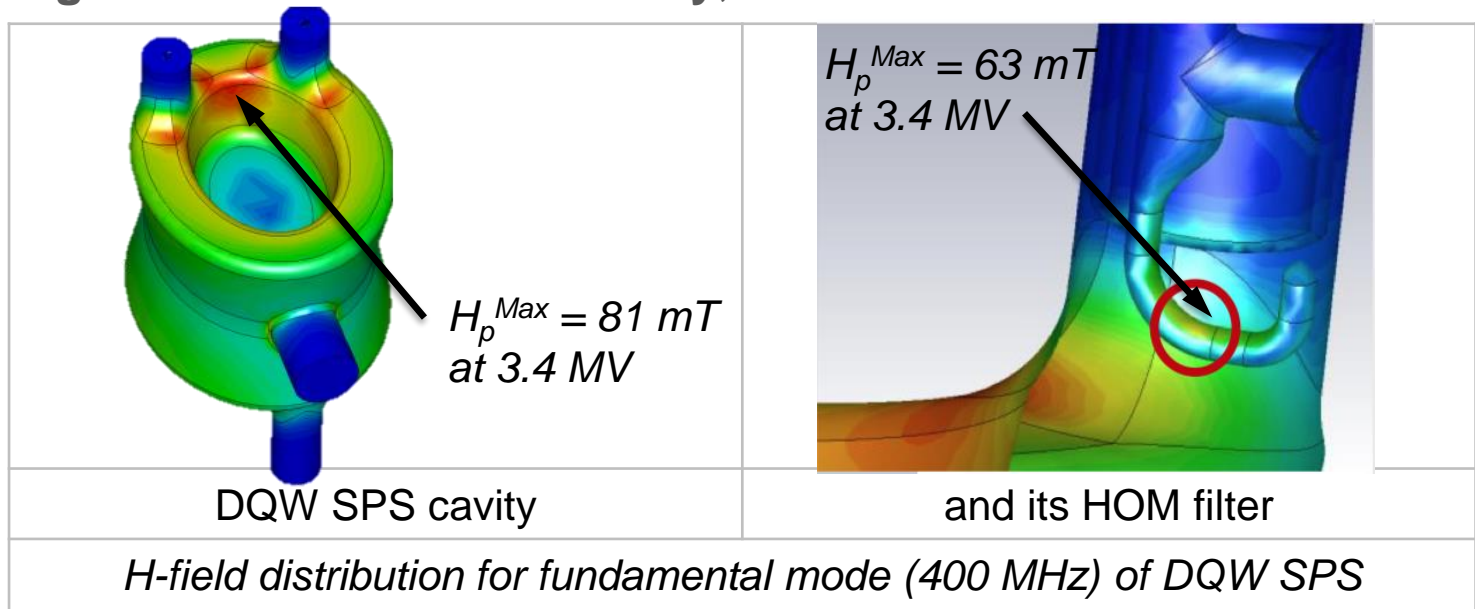 H_p^Max = 81 mT
at 3.4 MV
H_p^Max = 63 mT
at 3.4 MV
DQW SPS cavity
and its HOM filter
H-field distribution for fundamental mode (400 MHz) of DQW SPS